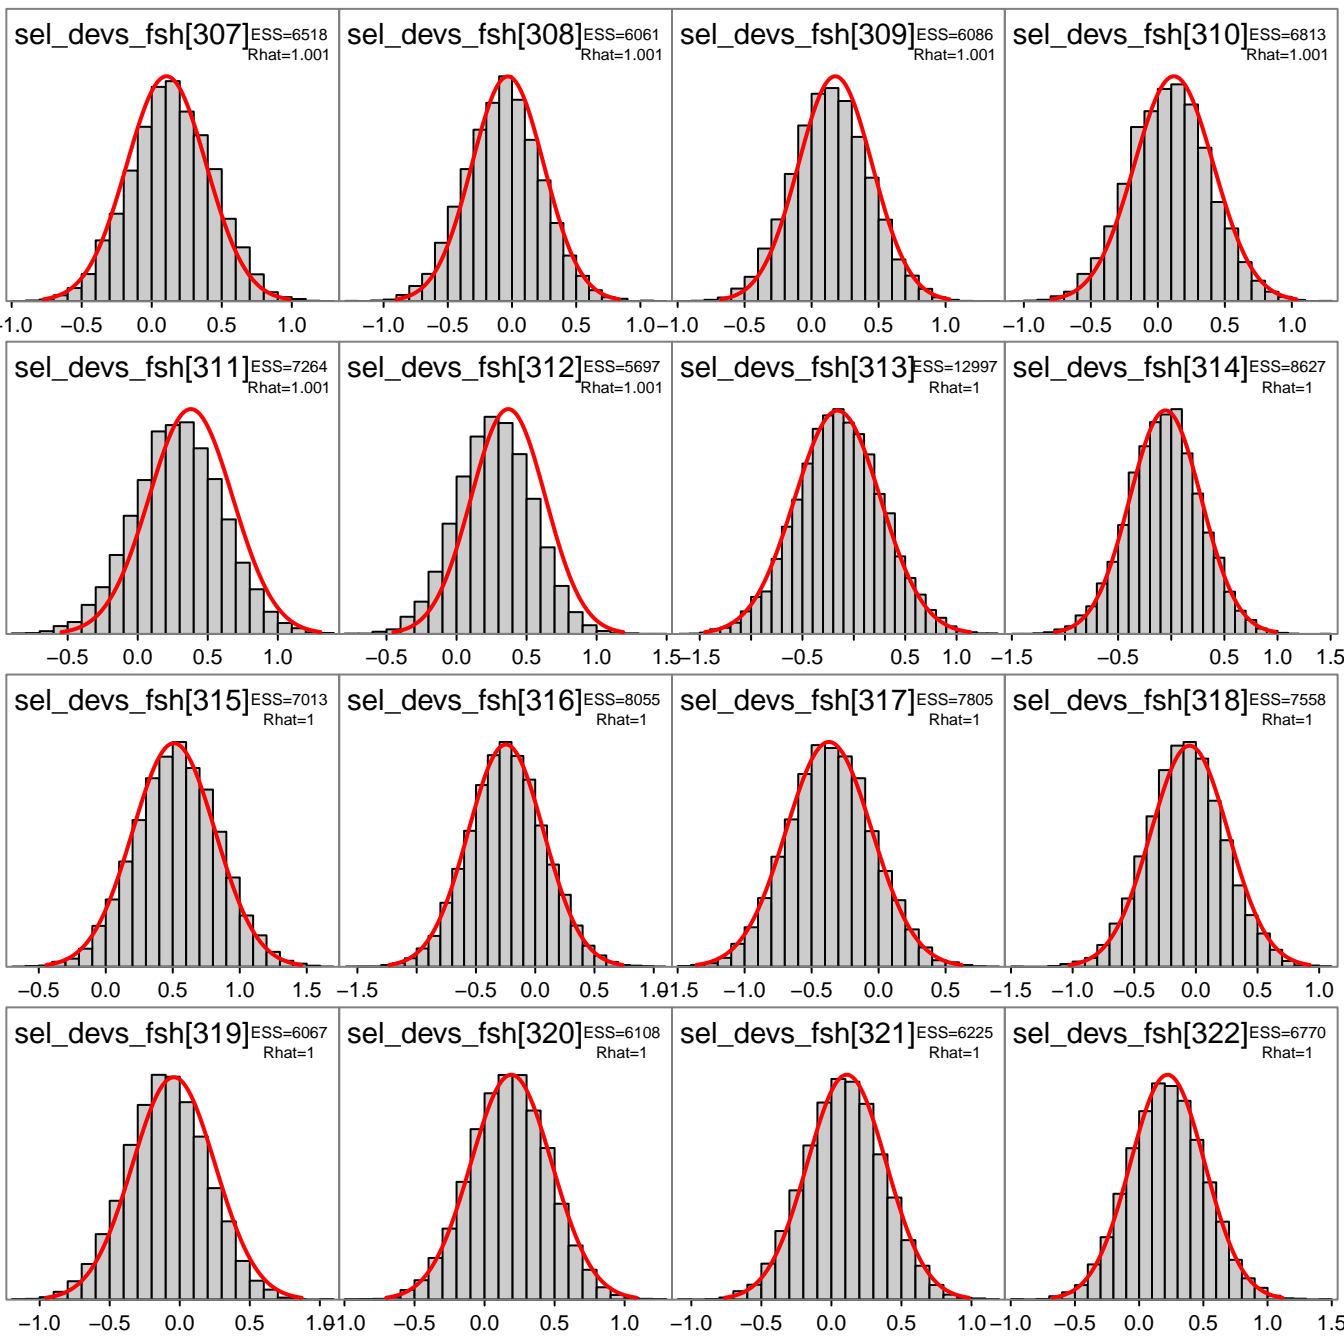 sel_devs_fsh[307] ESS=6518
Rhat=1.001
sel_devs_fsh[308] ESS=6061
Rhat=1.001
sel_devs_fsh[309] ESS=6086
Rhat=1.001
sel_devs_fsh[310] ESS=6813
Rhat=1.001
−1.0 −0.5 0.0 0.5 1.0
−1.0 −0.5 0.0 0.5 1.0
−1.0 −0.5 0.0 0.5 1.0
−1.0 −0.5 0.0 0.5 1.0
sel_devs_fsh[311] ESS=7264
Rhat=1.001
sel_devs_fsh[312] ESS=5697
Rhat=1.001
sel_devs_fsh[313] ESS=12997
Rhat=1
sel_devs_fsh[314] ESS=8627
Rhat=1
−0.5 0.0 0.5 1.0
−0.5 0.0 0.5 1.0 1.5
−1.5 −0.5 0.5 1.0
−1.5 −0.5 0.5 1.0 1.5
sel_devs_fsh[315] ESS=7013
Rhat=1
sel_devs_fsh[316] ESS=8055
Rhat=1
sel_devs_fsh[317] ESS=7805
Rhat=1
sel_devs_fsh[318] ESS=7558
Rhat=1
−0.5 0.0 0.5 1.0 1.5
−1.5 −0.5 0.0 0.5 1.0
−1.5 −1.0 −0.5 0.0 0.5
−1.5 −1.0 −0.5 0.0 0.5 1.0
sel_devs_fsh[319] ESS=6067
Rhat=1
sel_devs_fsh[320] ESS=6108
Rhat=1
sel_devs_fsh[321] ESS=6225
Rhat=1
sel_devs_fsh[322] ESS=6770
Rhat=1
−1.0 −0.5 0.0 0.5 1.0
−1.0 −0.5 0.0 0.5 1.0
−1.0 −0.5 0.0 0.5 1.0
−1.0 −0.5 0.0 0.5 1.0 1.5